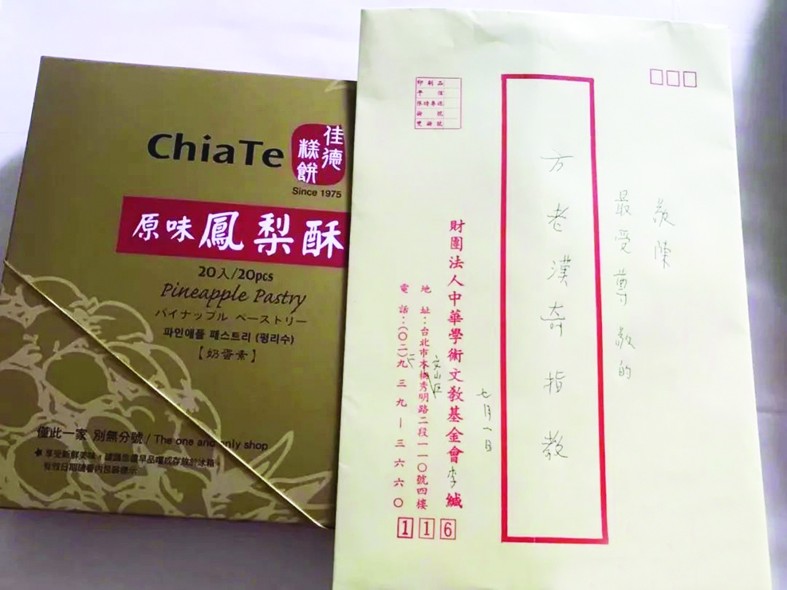 ChiaTe
佳德
糕餅
Since 1975
原味鳳梨酥
20入/20pcs
Pineapple Pastry
パイナップル ペーストリー
파인애플 패스트리 (펑리수)
【奶蛋素】
僅此一家 別無分號 / The one and only shop
敬陳
最受尊敬的
方老漢奇指教
七月一日
財團法人中華學術文教基金會李緘
地址：台北市木柵秀明路二段一一〇號四樓
文山區
電話：(〇二)九三九—三六六〇
116
印刷品